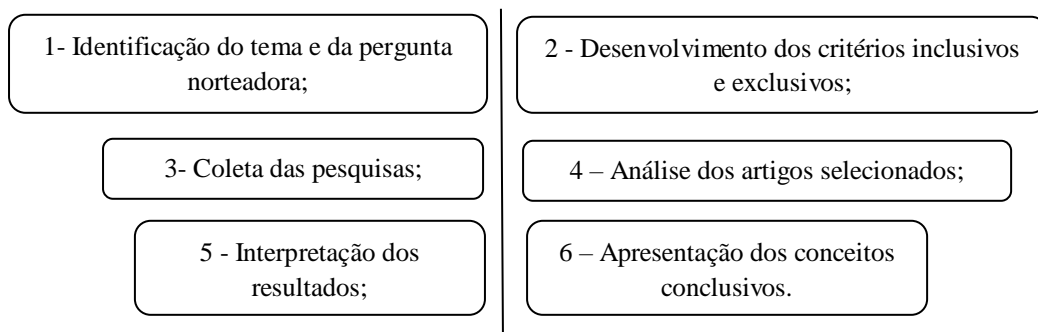 1- Identificação do tema e da pergunta
norteadora;
2 - Desenvolvimento dos critérios inclusivos
e exclusivos;
3- Coleta das pesquisas;
4 – Análise dos artigos selecionados;
5 - Interpretação dos
resultados;
6 – Apresentação dos conceitos
conclusivos.